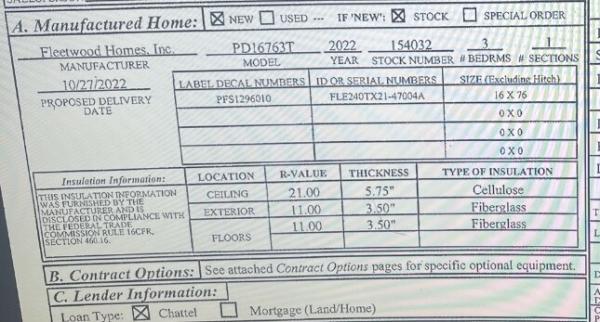 A. Manufactured Home: ☒ NEW ☐ USED --- IF 'NEW': ☒ STOCK ☐ SPECIAL ORDER
Fleetwood Homes, Inc. PD16763T 2022 154032 3 1
MANUFACTURER MODEL YEAR STOCK NUMBER # BEDRMS # SECTIONS
10/27/2022
PROPOSED DELIVERY
DATE
LABEL DECAL NUMBERS ID OR SERIAL NUMBERS SIZE (Excluding Hitch)
PFS1296010 FLE240TX21-47004A 16 X 76
0 X 0
0 X 0
0 X 0
Insulation Information:
THIS INSULATION INFORMATION
WAS FURNISHED BY THE
MANUFACTURER AND IS
DISCLOSED IN COMPLIANCE WITH
THE FEDERAL TRADE
COMMISSION RULE 16CFR,
SECTION 460.16.
LOCATION R-VALUE THICKNESS TYPE OF INSULATION
CEILING 21.00 5.75" Cellulose
EXTERIOR 11.00 3.50" Fiberglass
11.00 3.50" Fiberglass
FLOORS
B. Contract Options: See attached Contract Options pages for specific optional equipment.
C. Lender Information:
Loan Type: ☒ Chattel ☐ Mortgage (Land/Home)